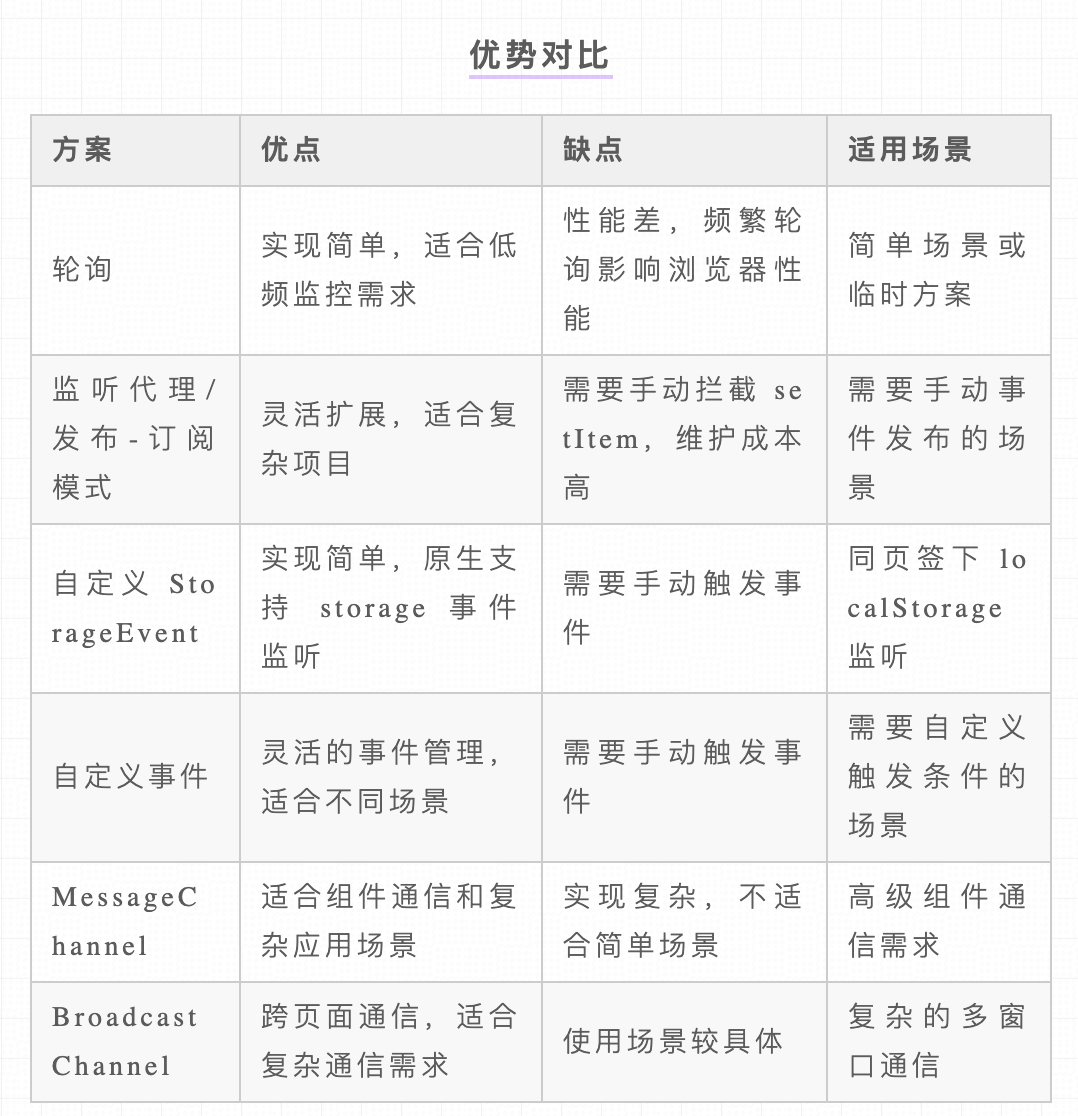 优势对比
方案
优点
缺点
适用场景
轮询
实现简单，适合低
频监控需求
性能差，频繁轮
询影响浏览器性
能
简单场景或
临时方案
监听代理/
发布-订阅
模式
灵活扩展，适合复
杂项目
需要手动拦截 se
tItem，维护成本
高
需要手动事
件发布的场
景
自定义 Sto
rageEvent
实现简单，原生支
持 storage 事件
监听
需要手动触发事
件
同页签下 lo
calStorage
监听
自定义事件
灵活的事件管理，
适合不同场景
需要手动触发事
件
需要自定义
触发条件的
场景
MessageC
hannel
适合组件通信和复
杂应用场景
实现复杂，不适
合简单场景
高级组件通
信需求
Broadcast
Channel
跨页面通信，适合
复杂通信需求
使用场景较具体
复杂的多窗
口通信